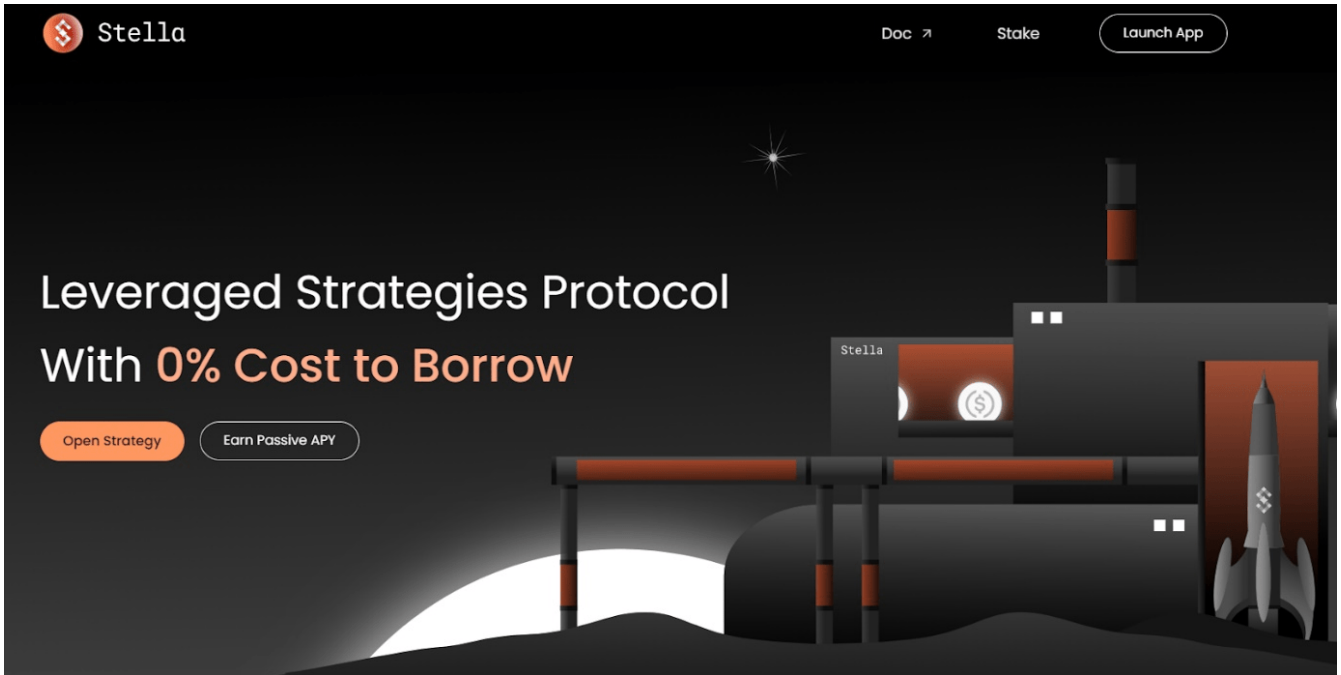 Stella
Doc ↗
Stake
Launch App
Leveraged Strategies Protocol
With 0% Cost to Borrow
Open Strategy
Earn Passive APY
Stella